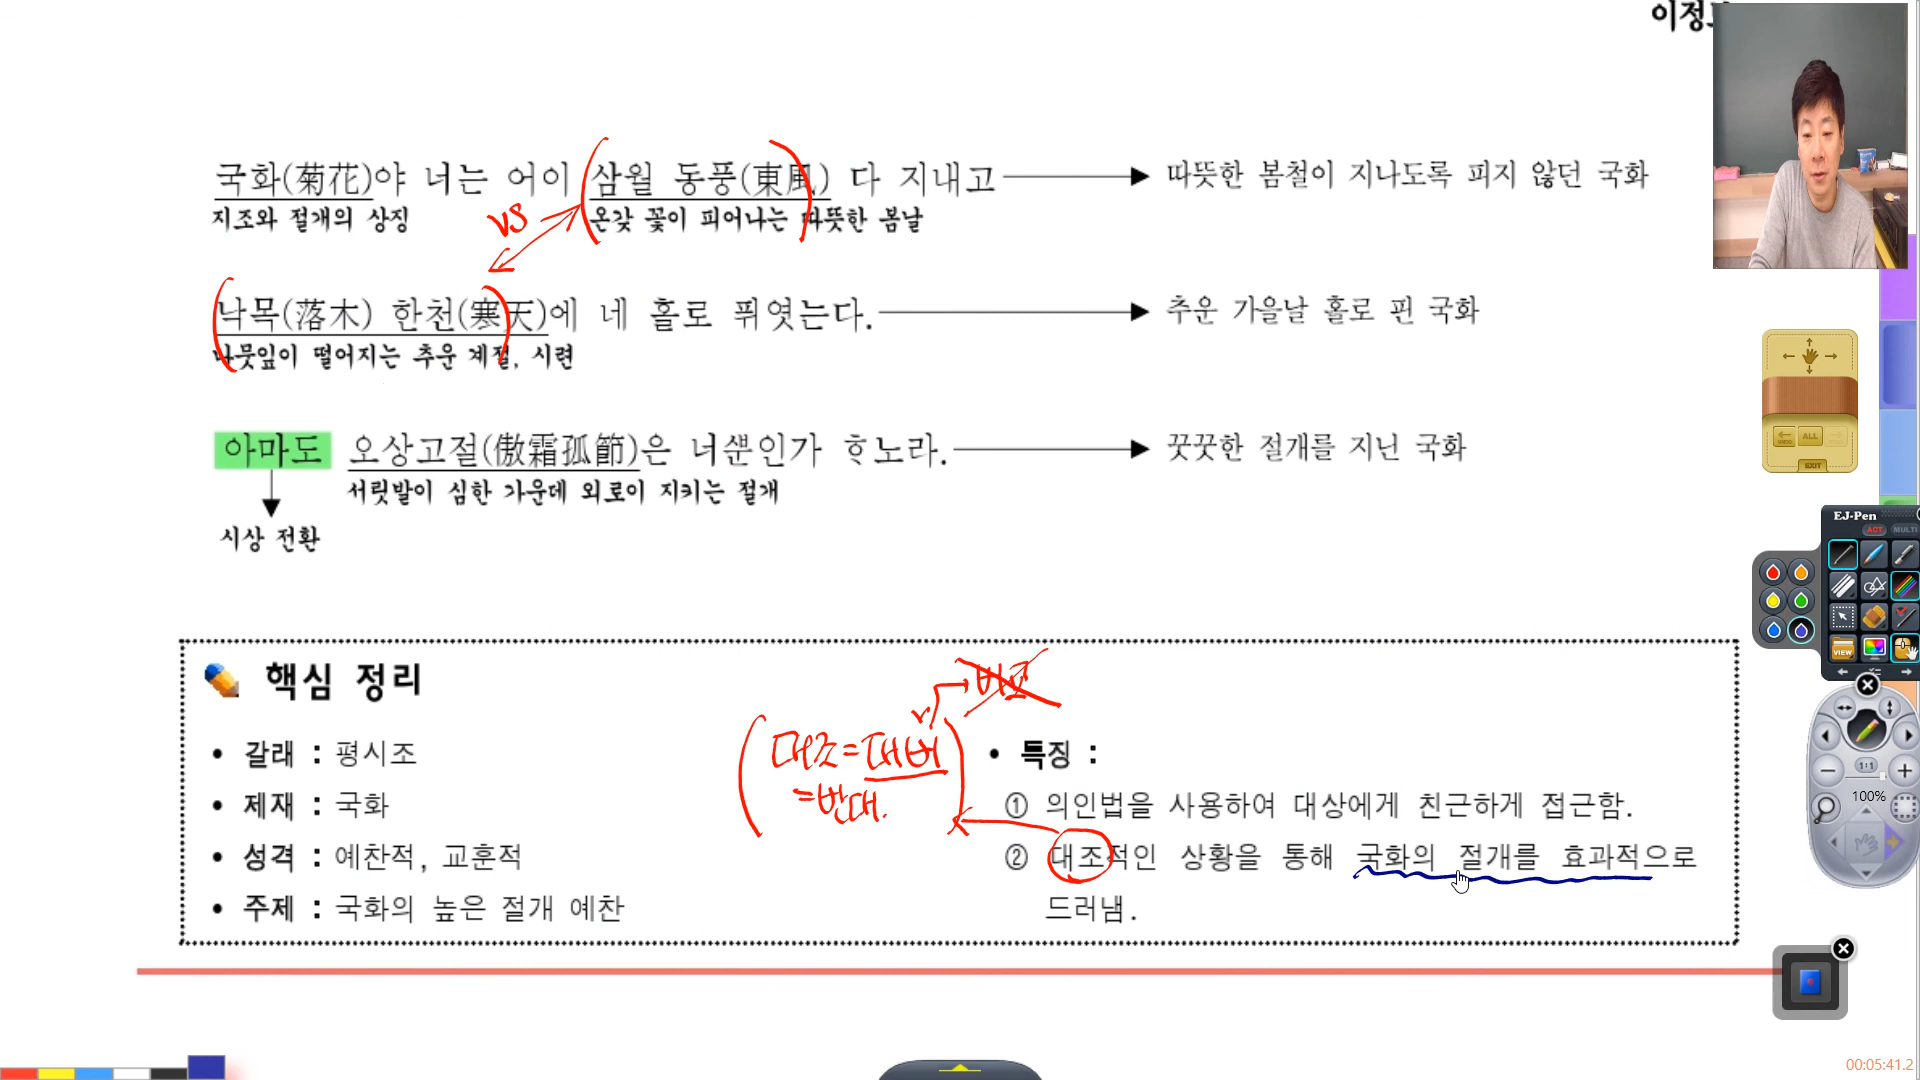 이정
국화(菊花)야 너는 어이 삼월 동풍(東風) 다 지내고 → 따뜻한 봄철이 지나도록 피지 않던 국화
지조와 절개의 상징 온갖 꽃이 피어나는 따뜻한 봄날
VS
낙목(落木) 한천(寒天)에 네 홀로 퓌엿는다. → 추운 가을날 홀로 핀 국화
나뭇잎이 떨어지는 추운 계절, 시련
아마도 오상고절(傲霜孤節)은 너ᄲᅮᆫ인가 ᄒᆞ노라. → 꿋꿋한 절개를 지닌 국화
서릿발이 심한 가운데 외로이 지키는 절개
시상 전환
핵심 정리
• 갈래 : 평시조
• 제재 : 국화
• 성격 : 예찬적, 교훈적
• 주제 : 국화의 높은 절개 예찬
비교
대조=대비
=반대.
• 특징 :
① 의인법을 사용하여 대상에게 친근하게 접근함.
② 대조적인 상황을 통해 국화의 절개를 효과적으로
드러냄.
ALL
EXIT
EJ-Pen
ACT MULTI
VIEW
1:1
100%
00:05:41.2